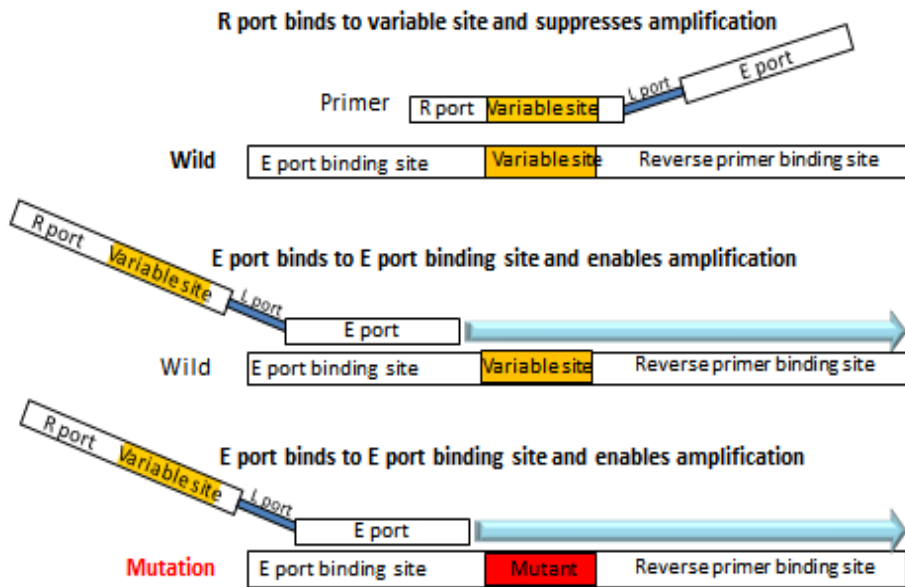 R port binds to variable site and suppresses amplification
E port
L port
Primer
R port
Variable site
Wild
E port binding site
Variable site
Reverse primer binding site
R port
Variable site
L port
E port binds to E port binding site and enables amplification
E port
Wild
E port binding site
Variable site
Reverse primer binding site
R port
Variable site
L port
E port binds to E port binding site and enables amplification
E port
Mutation
E port binding site
Mutant
Reverse primer binding site